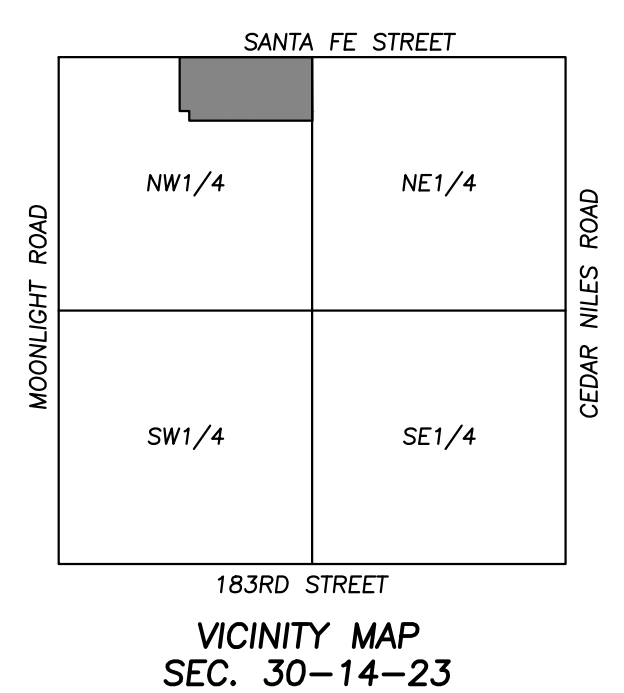 SANTA FE STREET
NW1/4
NE1/4
MOONLIGHT ROAD
CEDAR NILES ROAD
SW1/4
SE1/4
183RD STREET
VICINITY MAP
SEC. 30-14-23